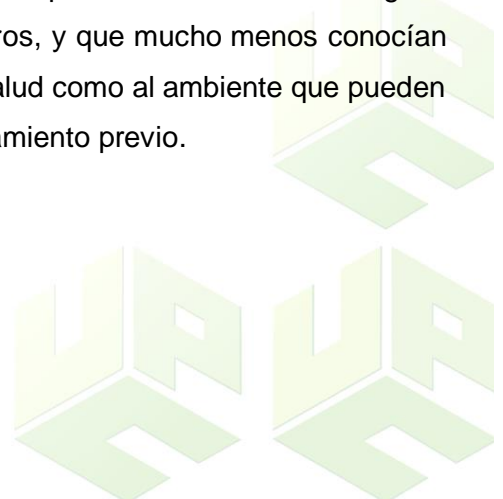 ros, y que mucho menos conocían
alud como al ambiente que pueden
amiento previo.